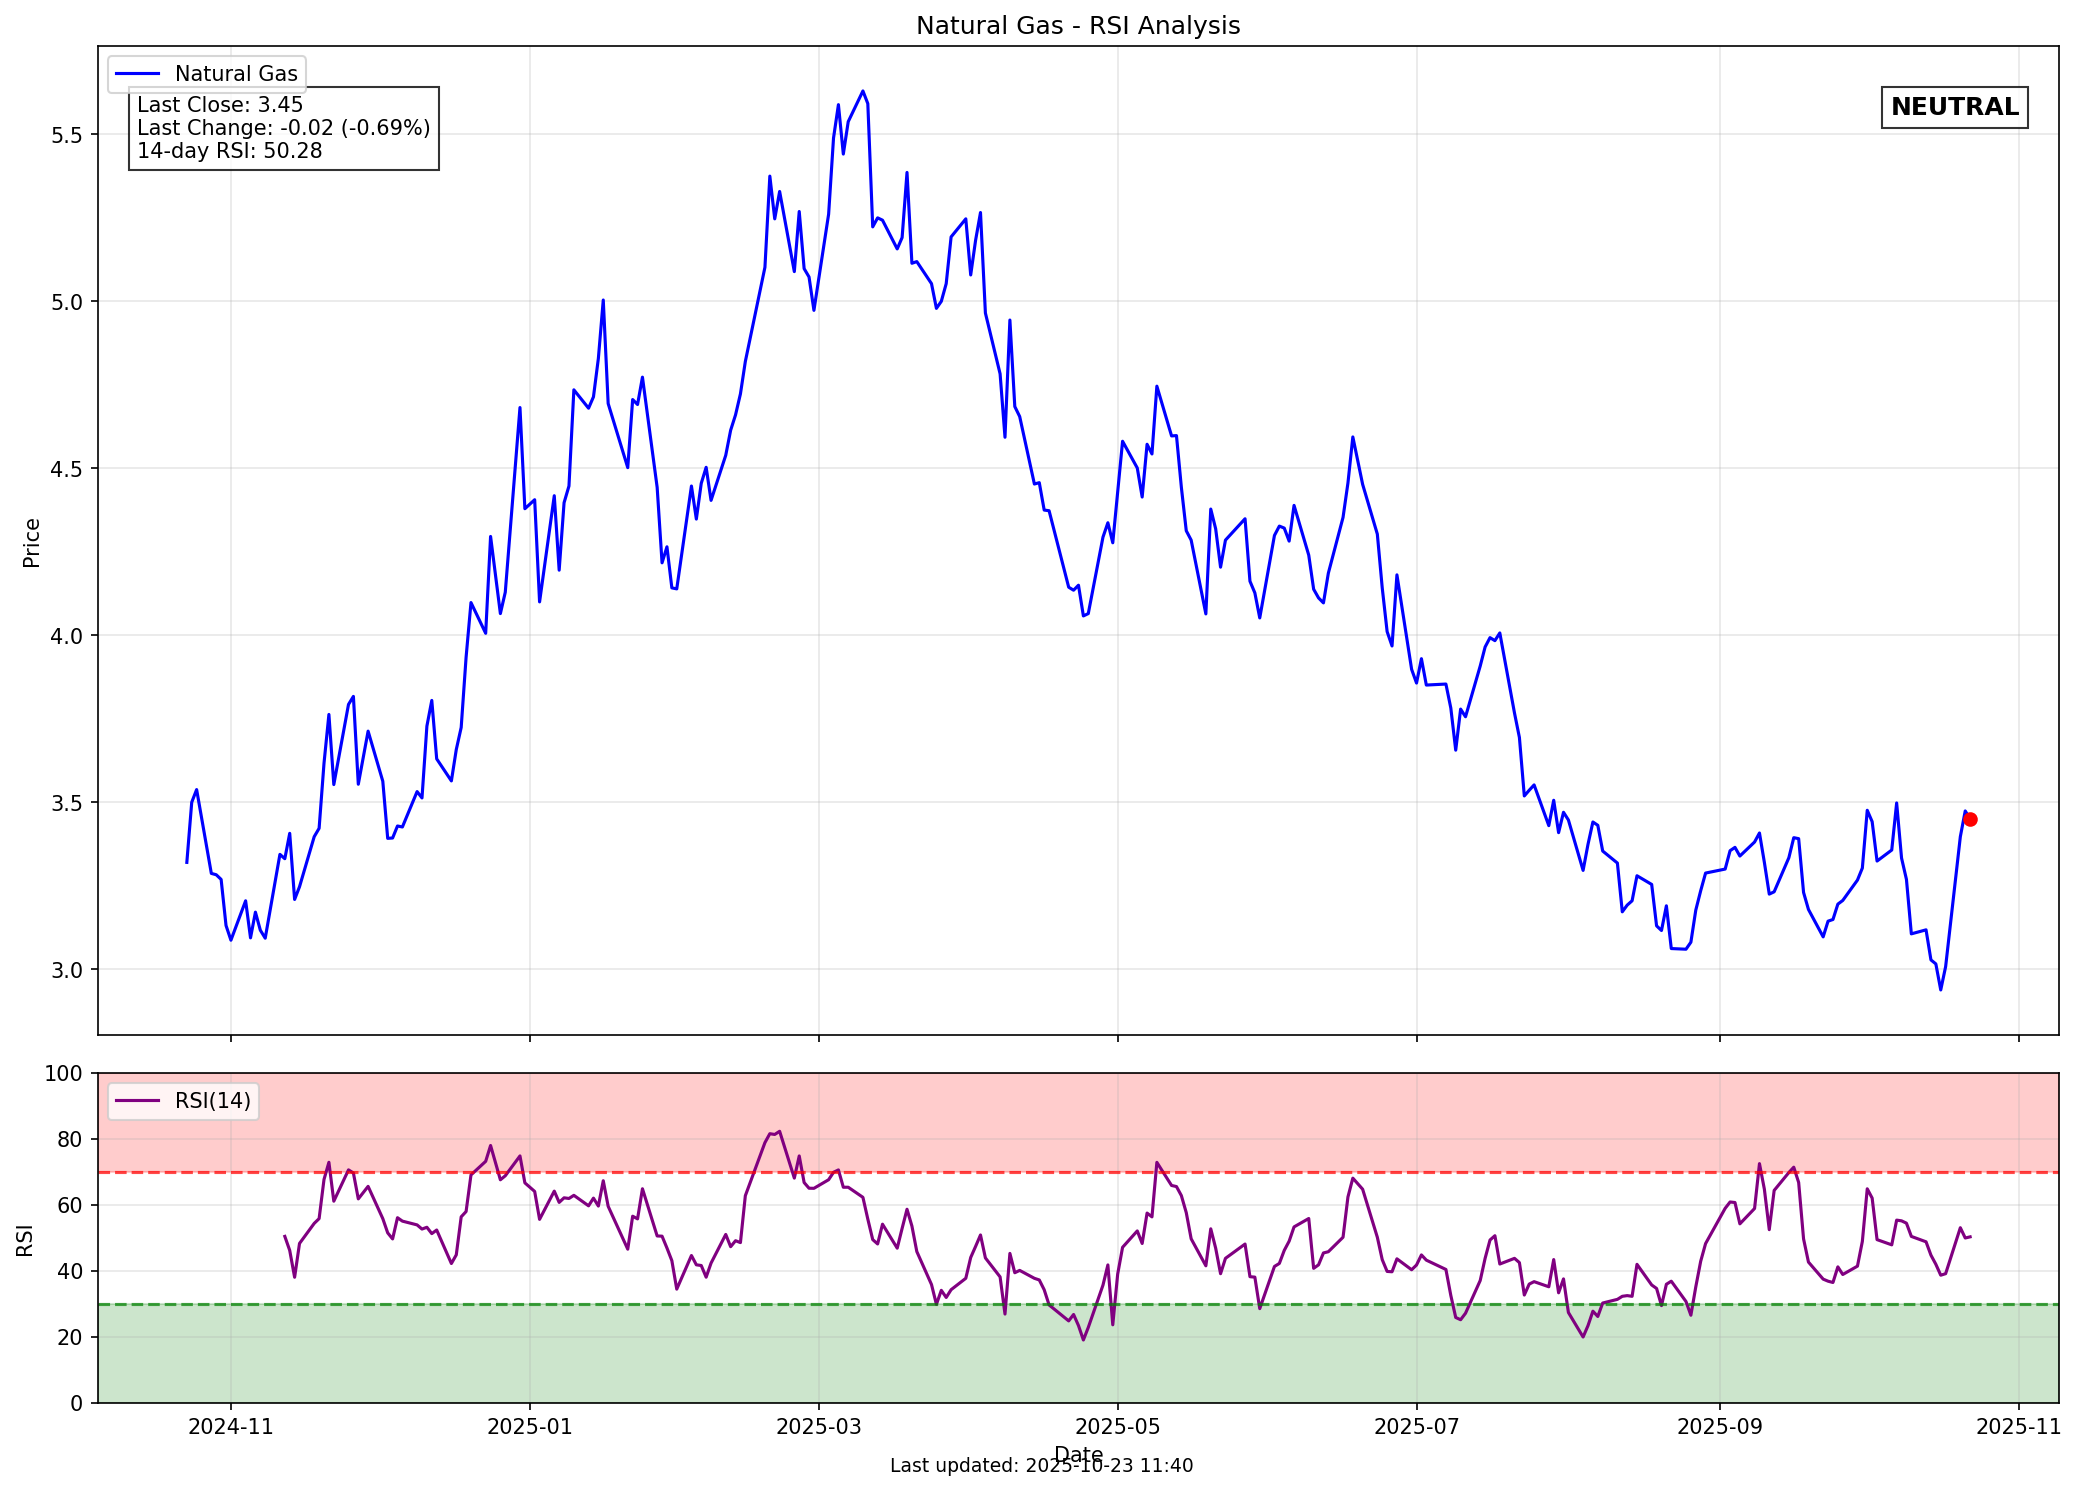 Natural Gas - RSI Analysis
Natural Gas
Last Close: 3.45
Last Change: -0.02 (-0.69%)
14-day RSI: 50.28
NEUTRAL
Price
5.5
5.0
4.5
4.0
3.5
3.0
RSI(14)
RSI
100
80
60
40
20
0
2024-11
2025-01
2025-03
2025-05
2025-07
2025-09
2025-11
Date
Last updated: 2025-10-23 11:40